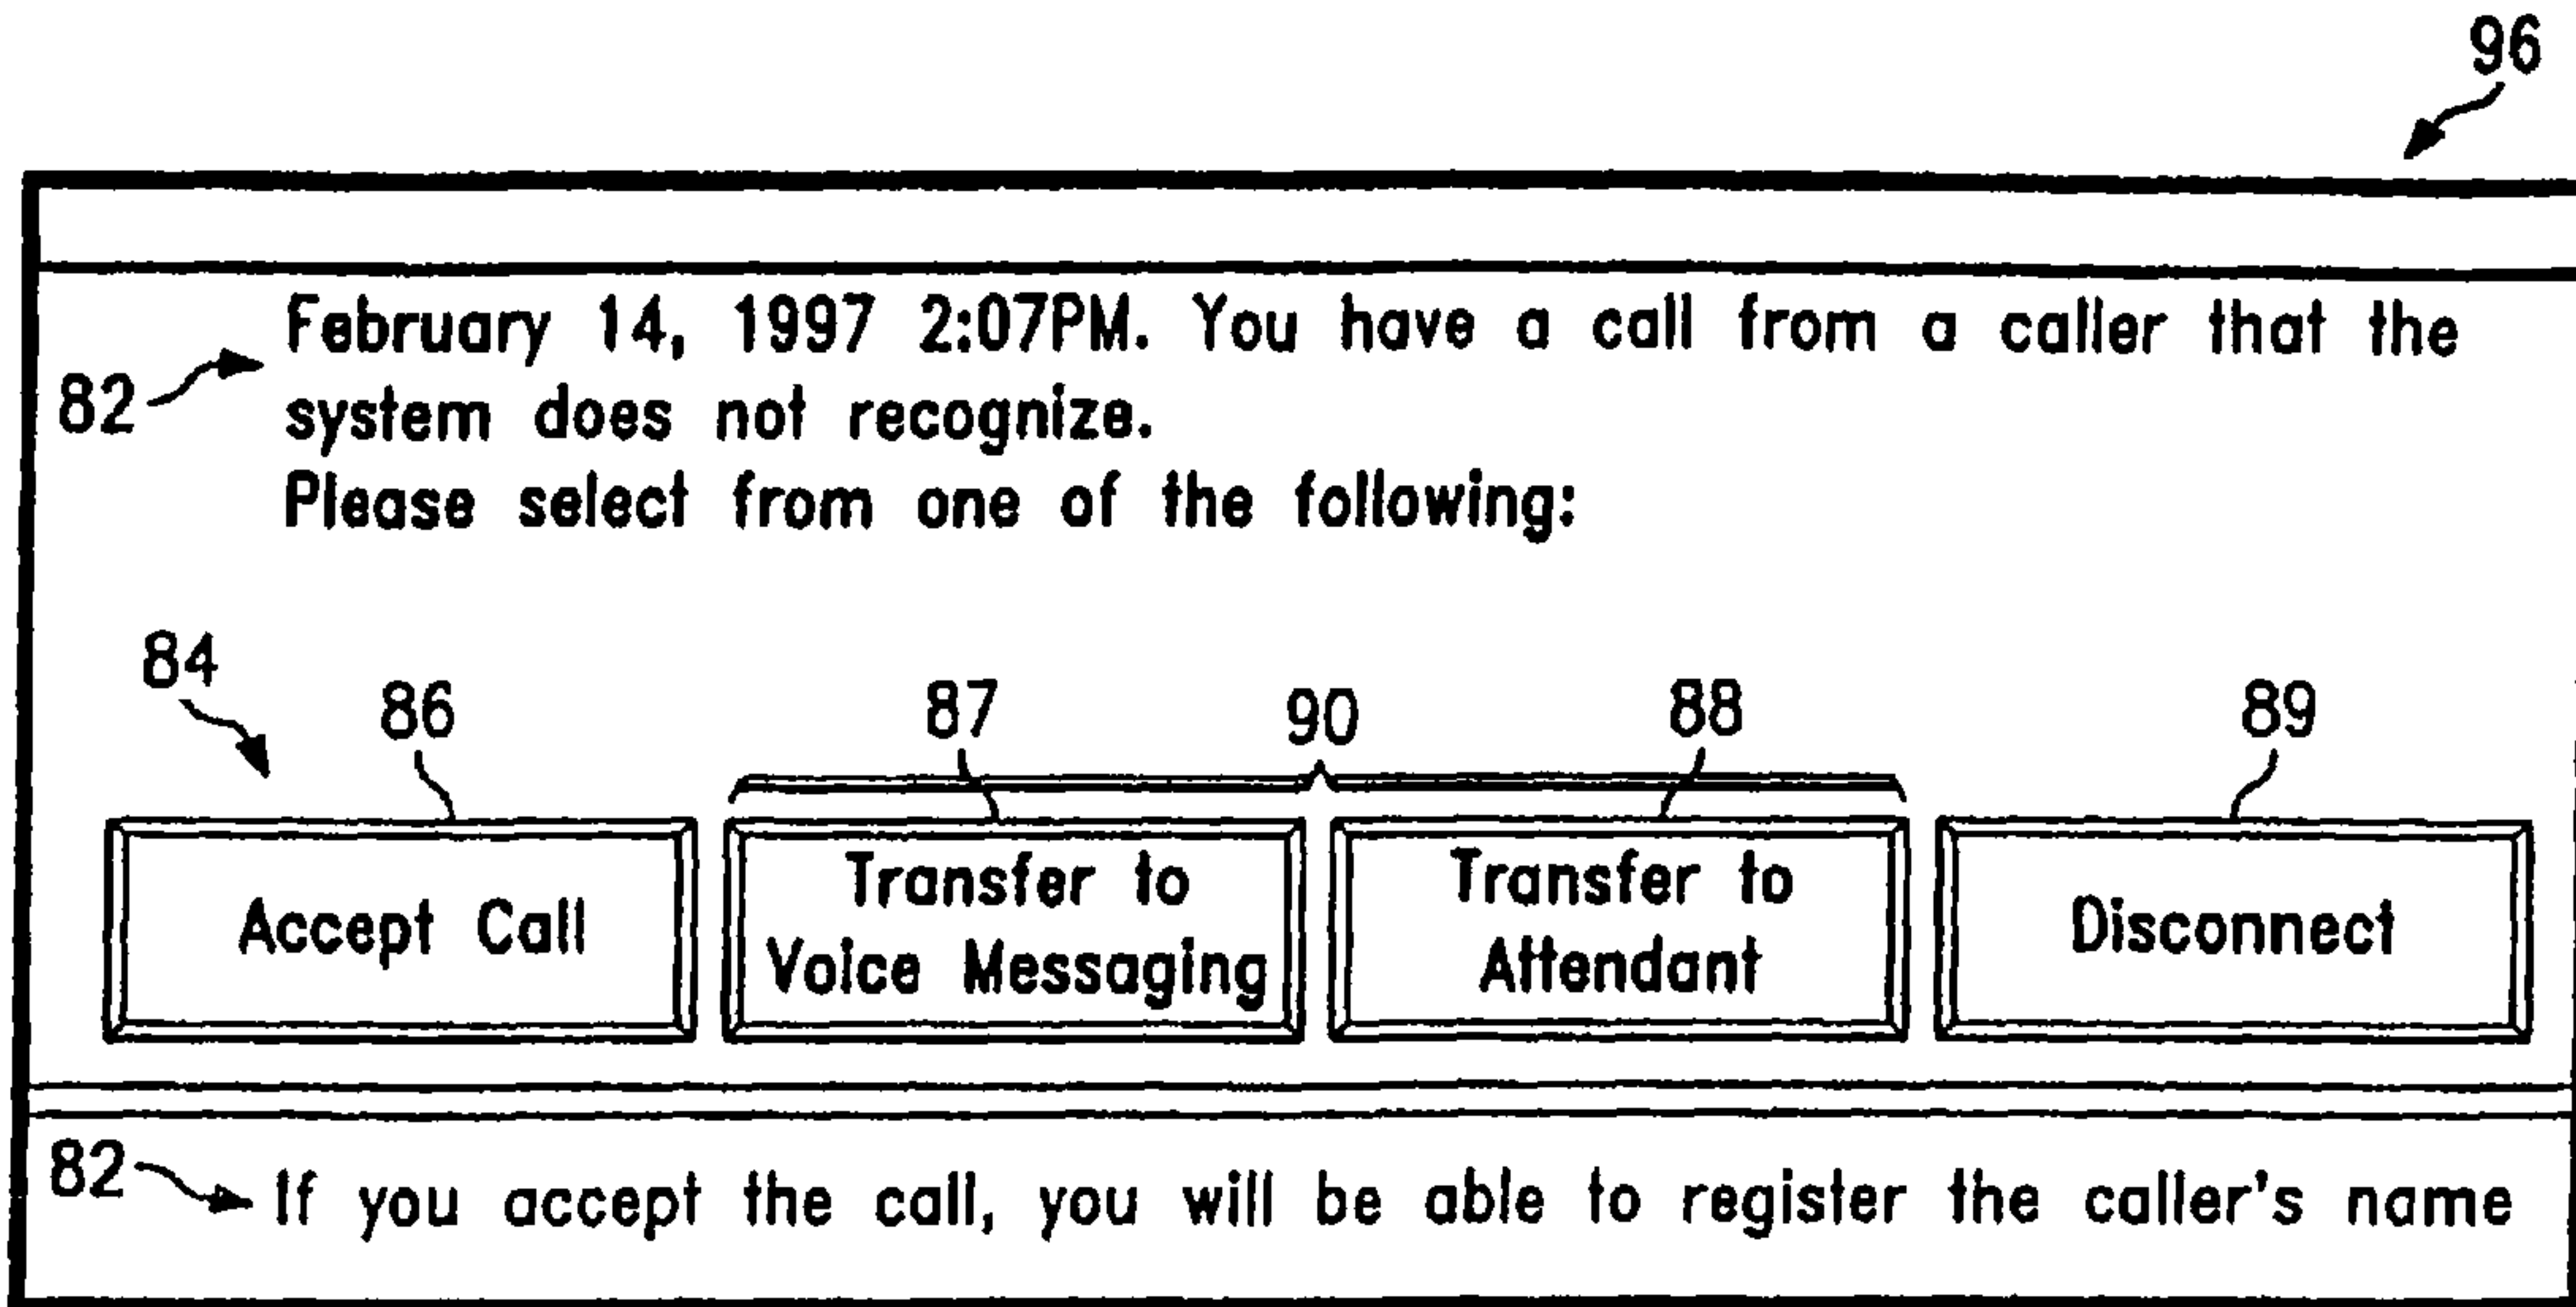 96
February 14, 1997 2:07PM. You have a call from a caller that the
82
system does not recognize.
Please select from one of the following:
84
86
87
90
88
89
Accept Call
Transfer to
Voice Messaging
Transfer to
Attendant
Disconnect
82
If you accept the call, you will be able to register the caller's name